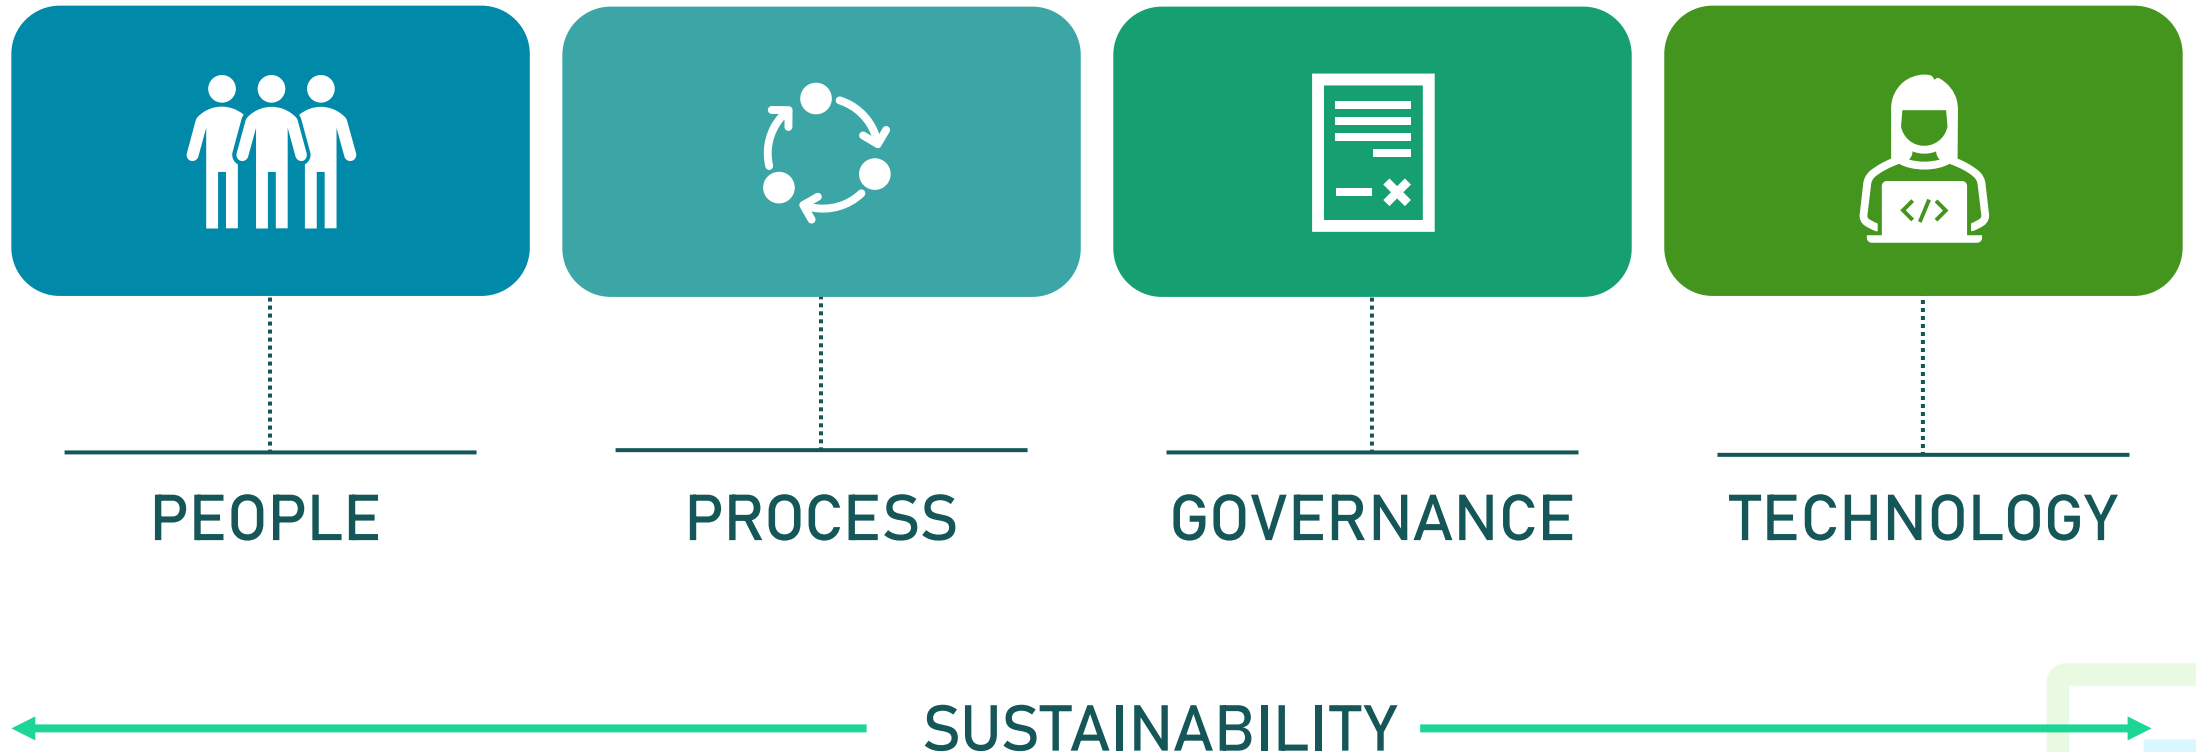 PEOPLE
PROCESS
GOVERNANCE
</>
TECHNOLOGY
SUSTAINABILITY